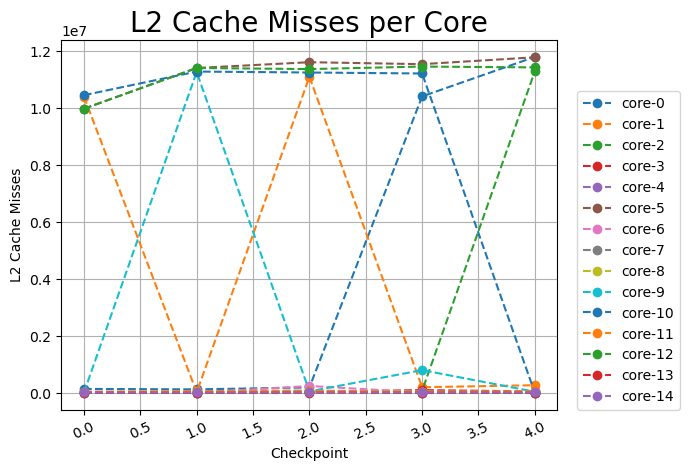 L2 Cache Misses per Core
1e7
1.2
1.0
0.8
0.6
0.4
0.2
0.0
L2 Cache Misses
0.0 0.5 1.0 1.5 2.0 2.5 3.0 3.5 4.0
Checkpoint
core-0
core-1
core-2
core-3
core-4
core-5
core-6
core-7
core-8
core-9
core-10
core-11
core-12
core-13
core-14